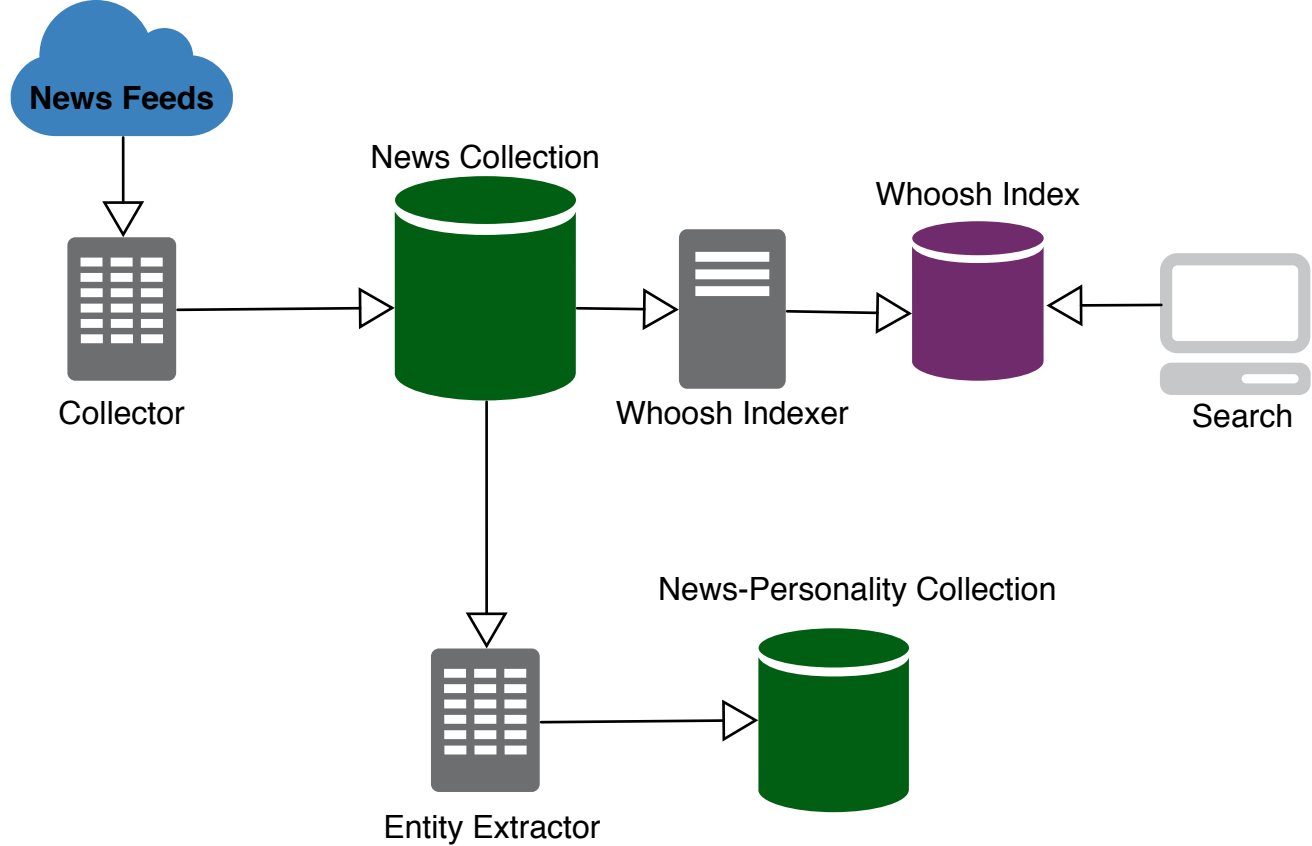 News Feeds
News Collection
Whoosh Index
Collector
Whoosh Indexer
Search
News-Personality Collection
Entity Extractor